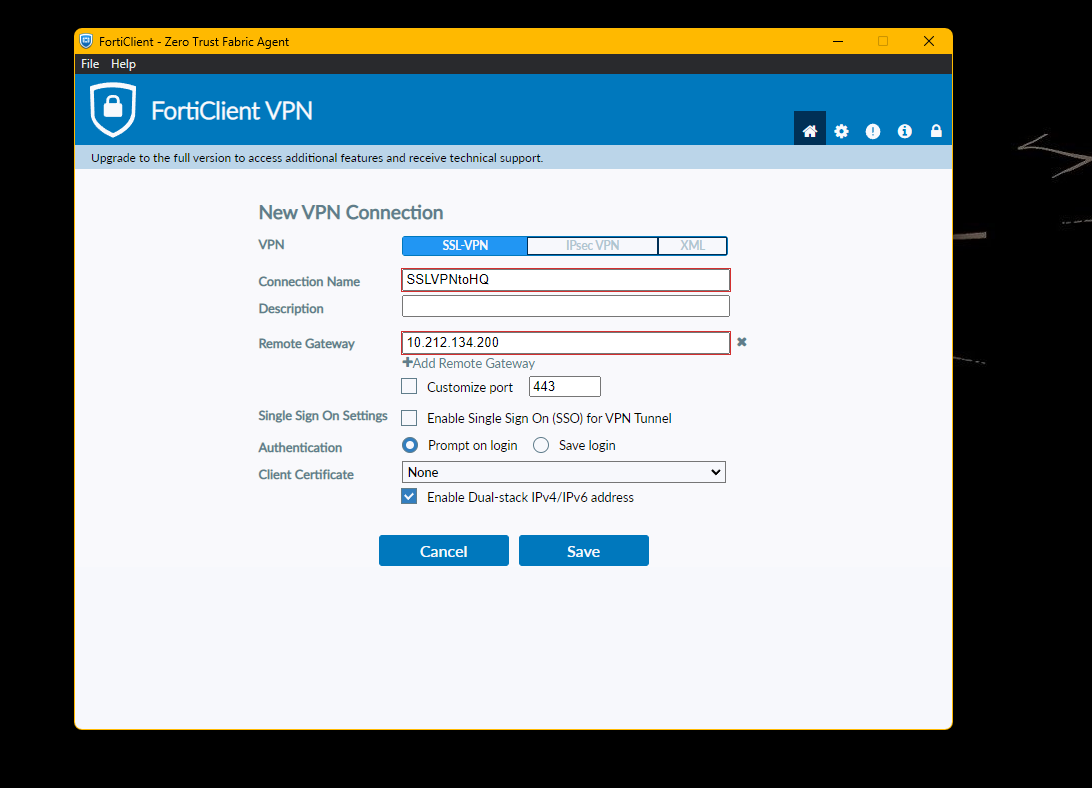 FortiClient - Zero Trust Fabric Agent
File Help
FortiClient VPN
Upgrade to the full version to access additional features and receive technical support.
New VPN Connection
VPN SSL-VPN IPsec VPN XML
Connection Name SSLVPNtoHQ
Description
Remote Gateway 10.212.134.200
+Add Remote Gateway
Customize port 443
Single Sign On Settings Enable Single Sign On (SSO) for VPN Tunnel
Authentication Prompt on login Save login
Client Certificate None
Enable Dual-stack IPv4/IPv6 address
Cancel Save